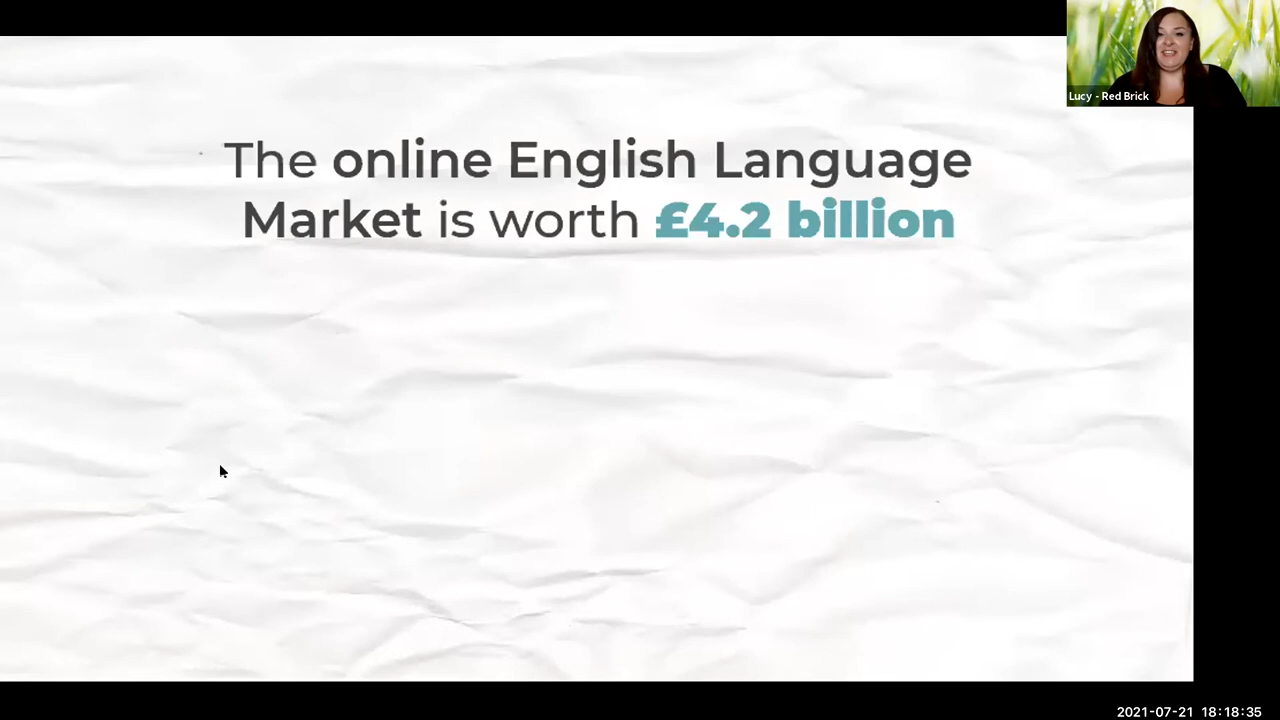 Lucy - Red Brick
The online English Language
Market is worth £4.2 billion
2021-07-21 18:18:35